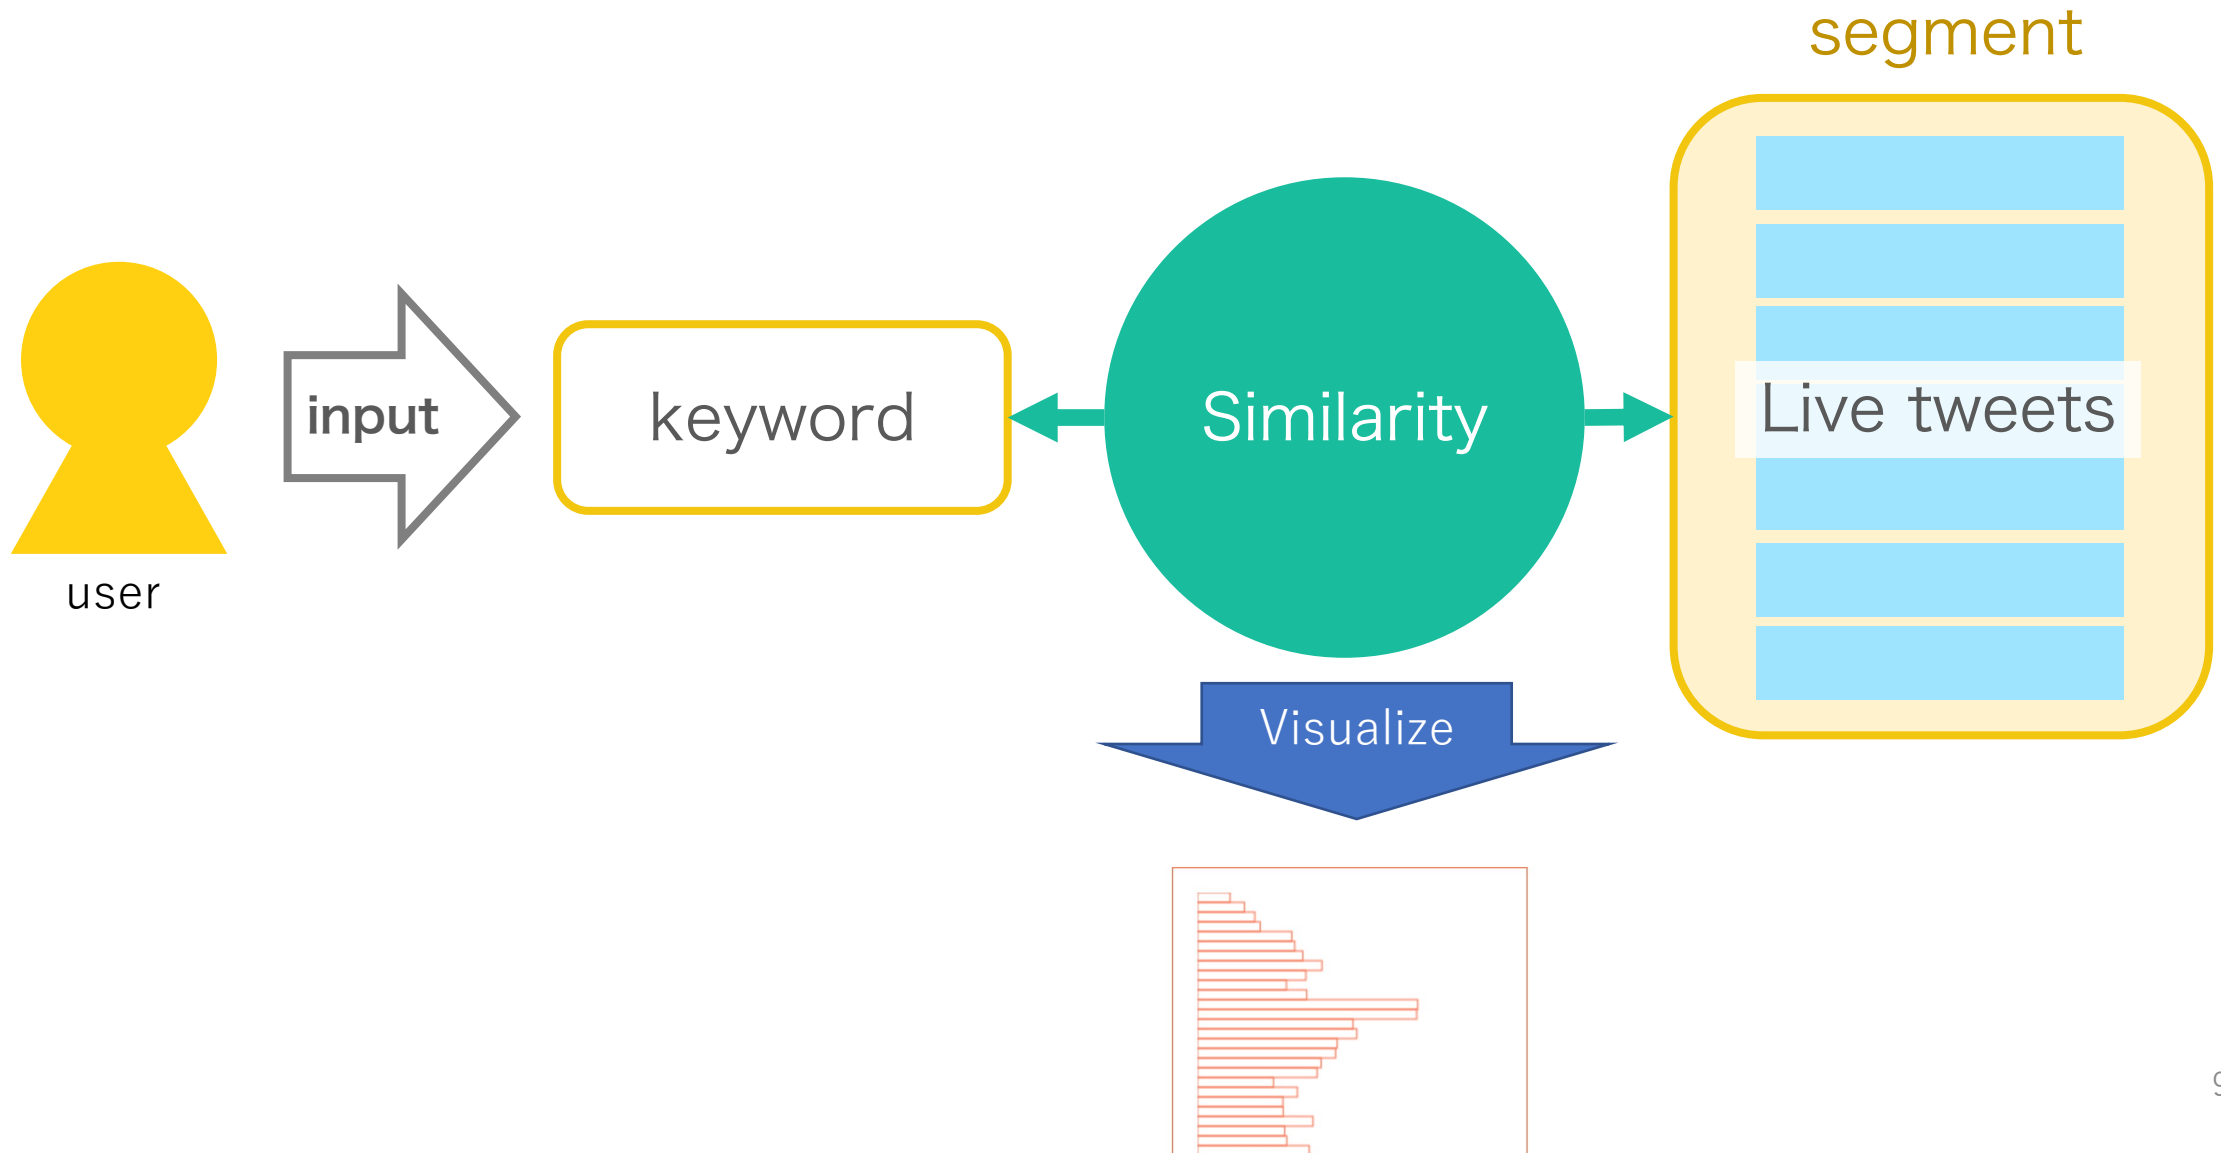 segment
input
keyword
Similarity
Live tweets
user
Visualize